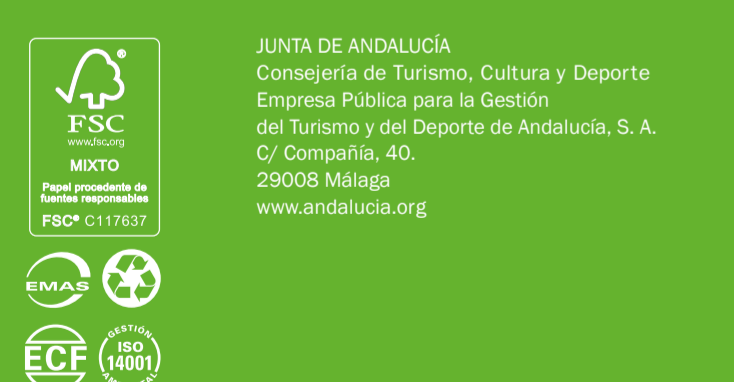 FSC
www.fsc.org
MIXTO
Papel procedente de
fuentes responsables
FSC® C117637
EMAS
ECF
GESTIÓN
ISO
14001
JUNTA DE ANDALUCÍA
Consejería de Turismo, Cultura y Deporte
Empresa Pública para la Gestión
del Turismo y del Deporte de Andalucía, S. A.
C/ Compañía, 40.
29008 Málaga
www.andalucia.org